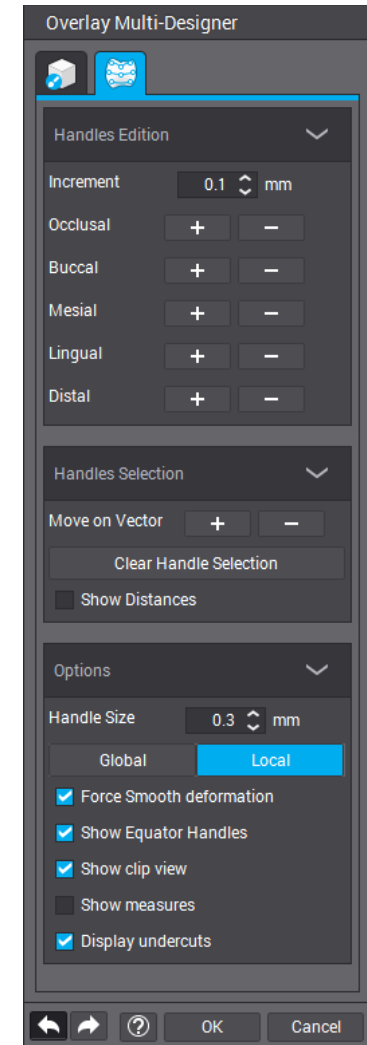 Overlay Multi-Designer
Handles Edition
Increment 0.1 mm
Occlusal + −
Buccal + −
Mesial + −
Lingual + −
Distal + −
Handles Selection
Move on Vector + −
Clear Handle Selection
Show Distances
Options
Handle Size 0.3 mm
Global Local
Force Smooth deformation
Show Equator Handles
Show clip view
Show measures
Display undercuts
? OK Cancel